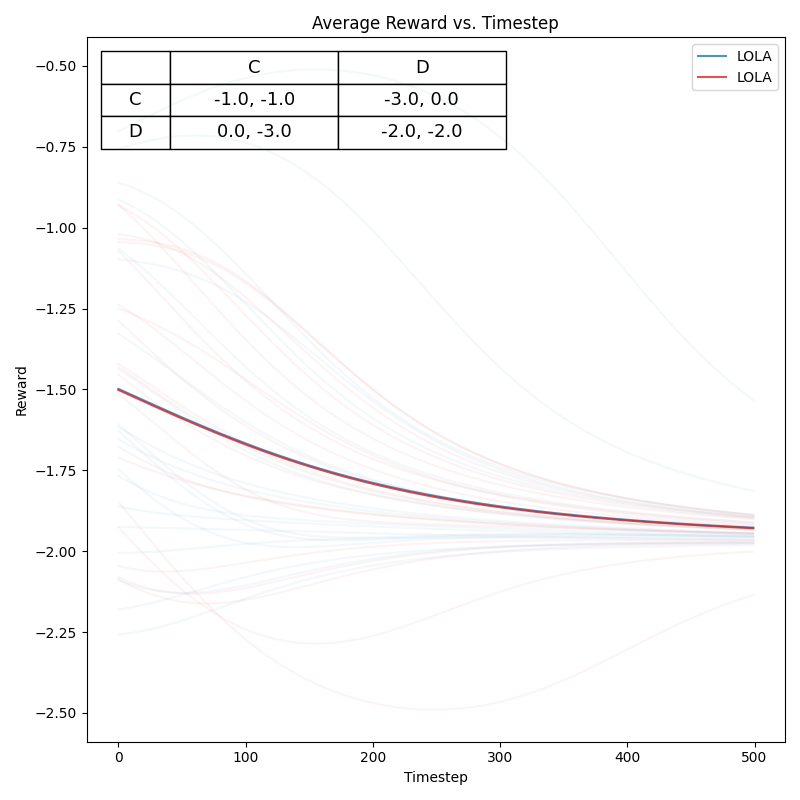 Average Reward vs. Timestep
C D
C -1.0, -1.0 -3.0, 0.0
D 0.0, -3.0 -2.0, -2.0
LOLA
LOLA
−0.50
−0.75
−1.00
−1.25
−1.50
−1.75
−2.00
−2.25
−2.50
Reward
0 100 200 300 400 500
Timestep